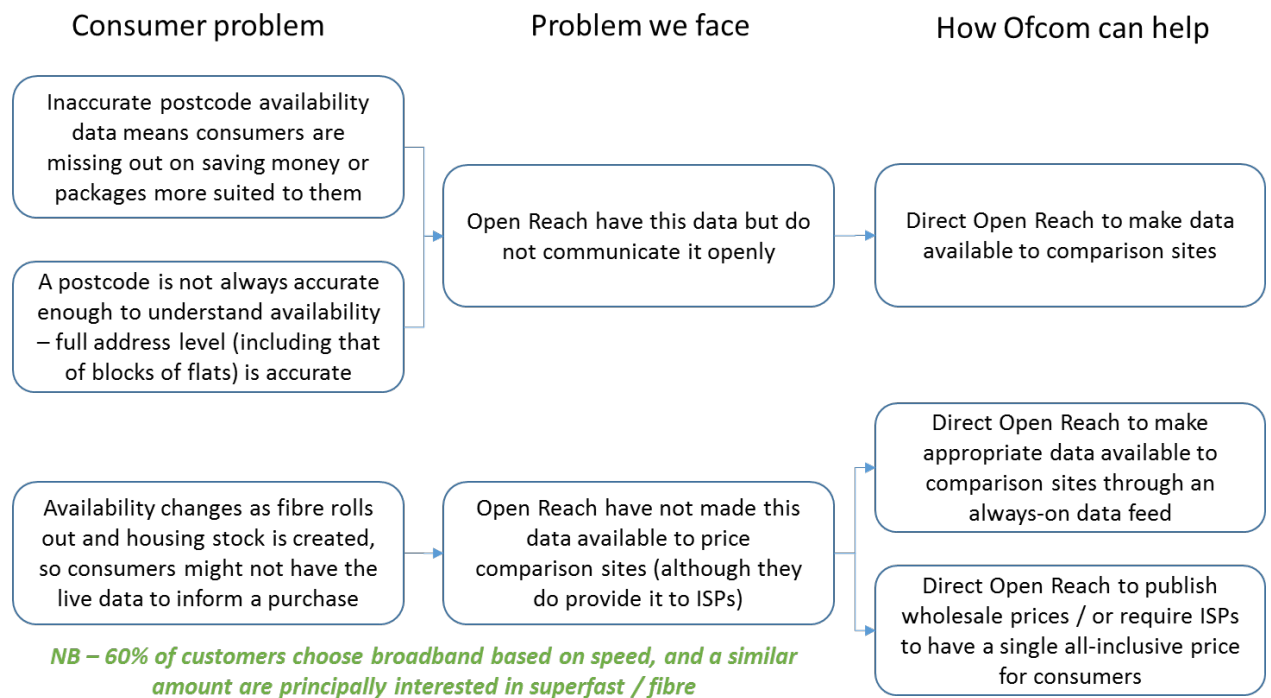 Consumer problem
Problem we face
How Ofcom can help
Inaccurate postcode availability
data means consumers are
missing out on saving money or
packages more suited to them
A postcode is not always accurate
enough to understand availability
– full address level (including that
of blocks of flats) is accurate
Open Reach have this data but do
not communicate it openly
Direct Open Reach to make data
available to comparison sites
Availability changes as fibre rolls
out and housing stock is created,
so consumers might not have the
live data to inform a purchase
Open Reach have not made this
data available to price
comparison sites (although they
do provide it to ISPs)
Direct Open Reach to make
appropriate data available to
comparison sites through an
always-on data feed
Direct Open Reach to publish
wholesale prices / or require ISPs
to have a single all-inclusive price
for consumers
NB – 60% of customers choose broadband based on speed, and a similar
amount are principally interested in superfast / fibre